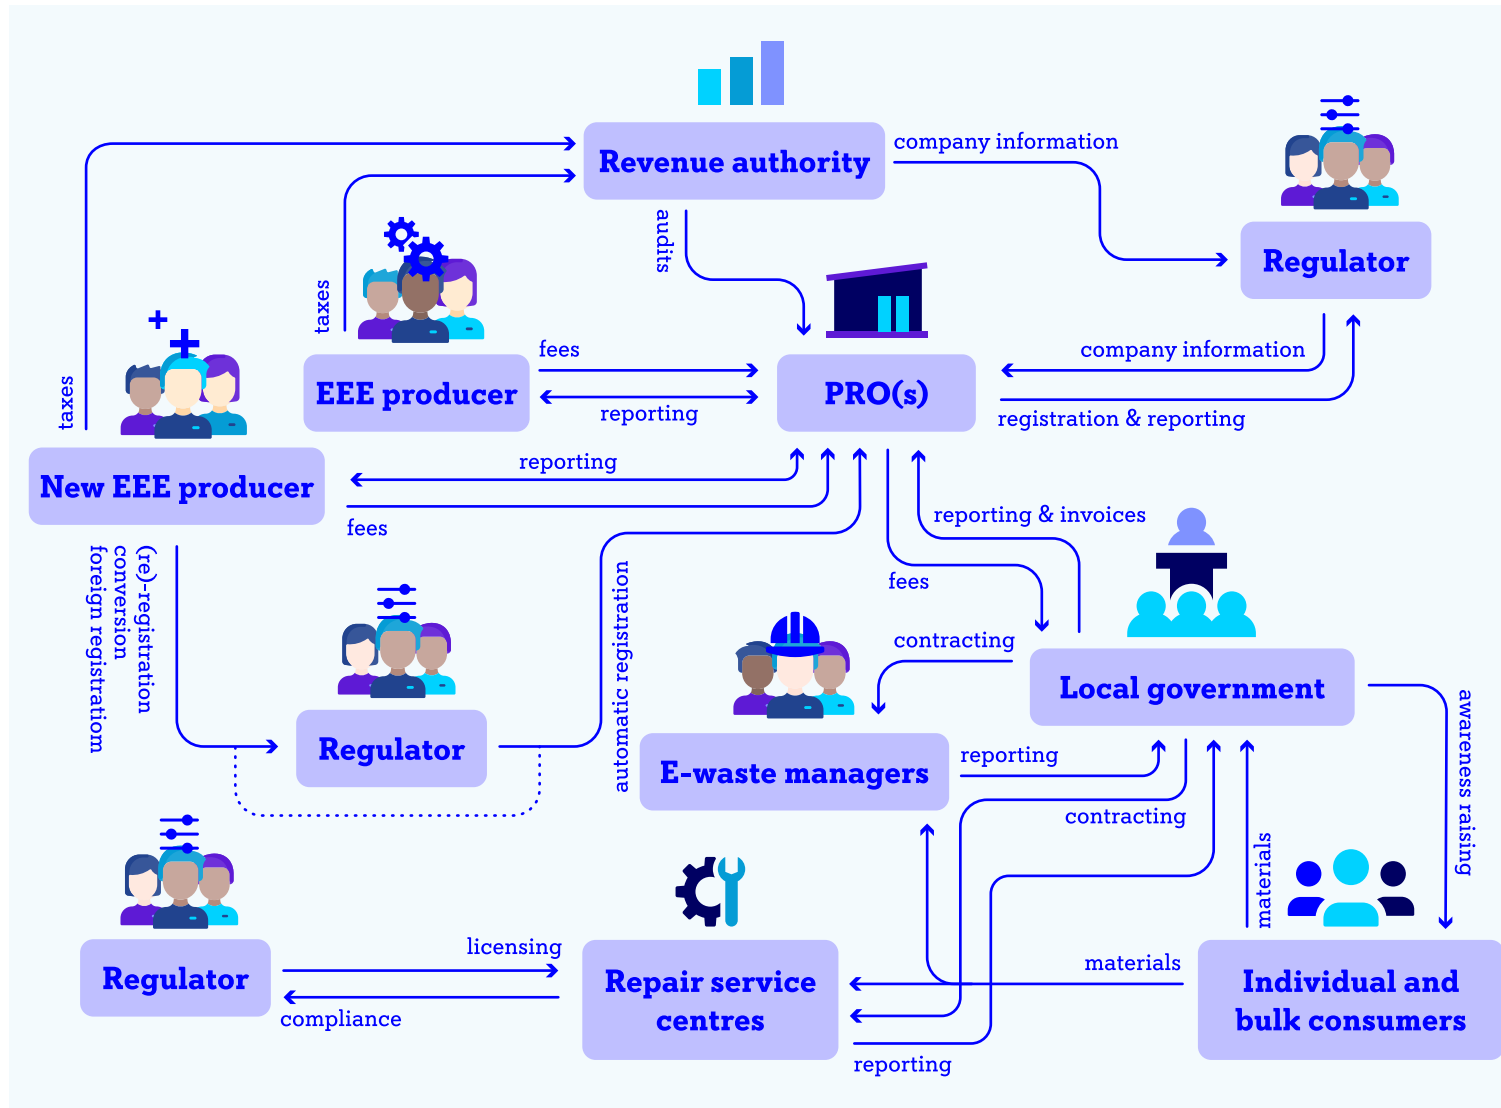 Revenue authority
company information
audits
taxes
taxes
Regulator
EEE producer
fees
reporting
PRO(s)
company information
registration & reporting
New EEE producer
reporting
fees
(re)-registration
conversion
foreign registratiom
Regulator
automatic registration
reporting & invoices
fees
contracting
Local government
E-waste managers
reporting
contracting
awareness raising
materials
Regulator
licensing
compliance
Repair service
centres
materials
reporting
Individual and
bulk consumers